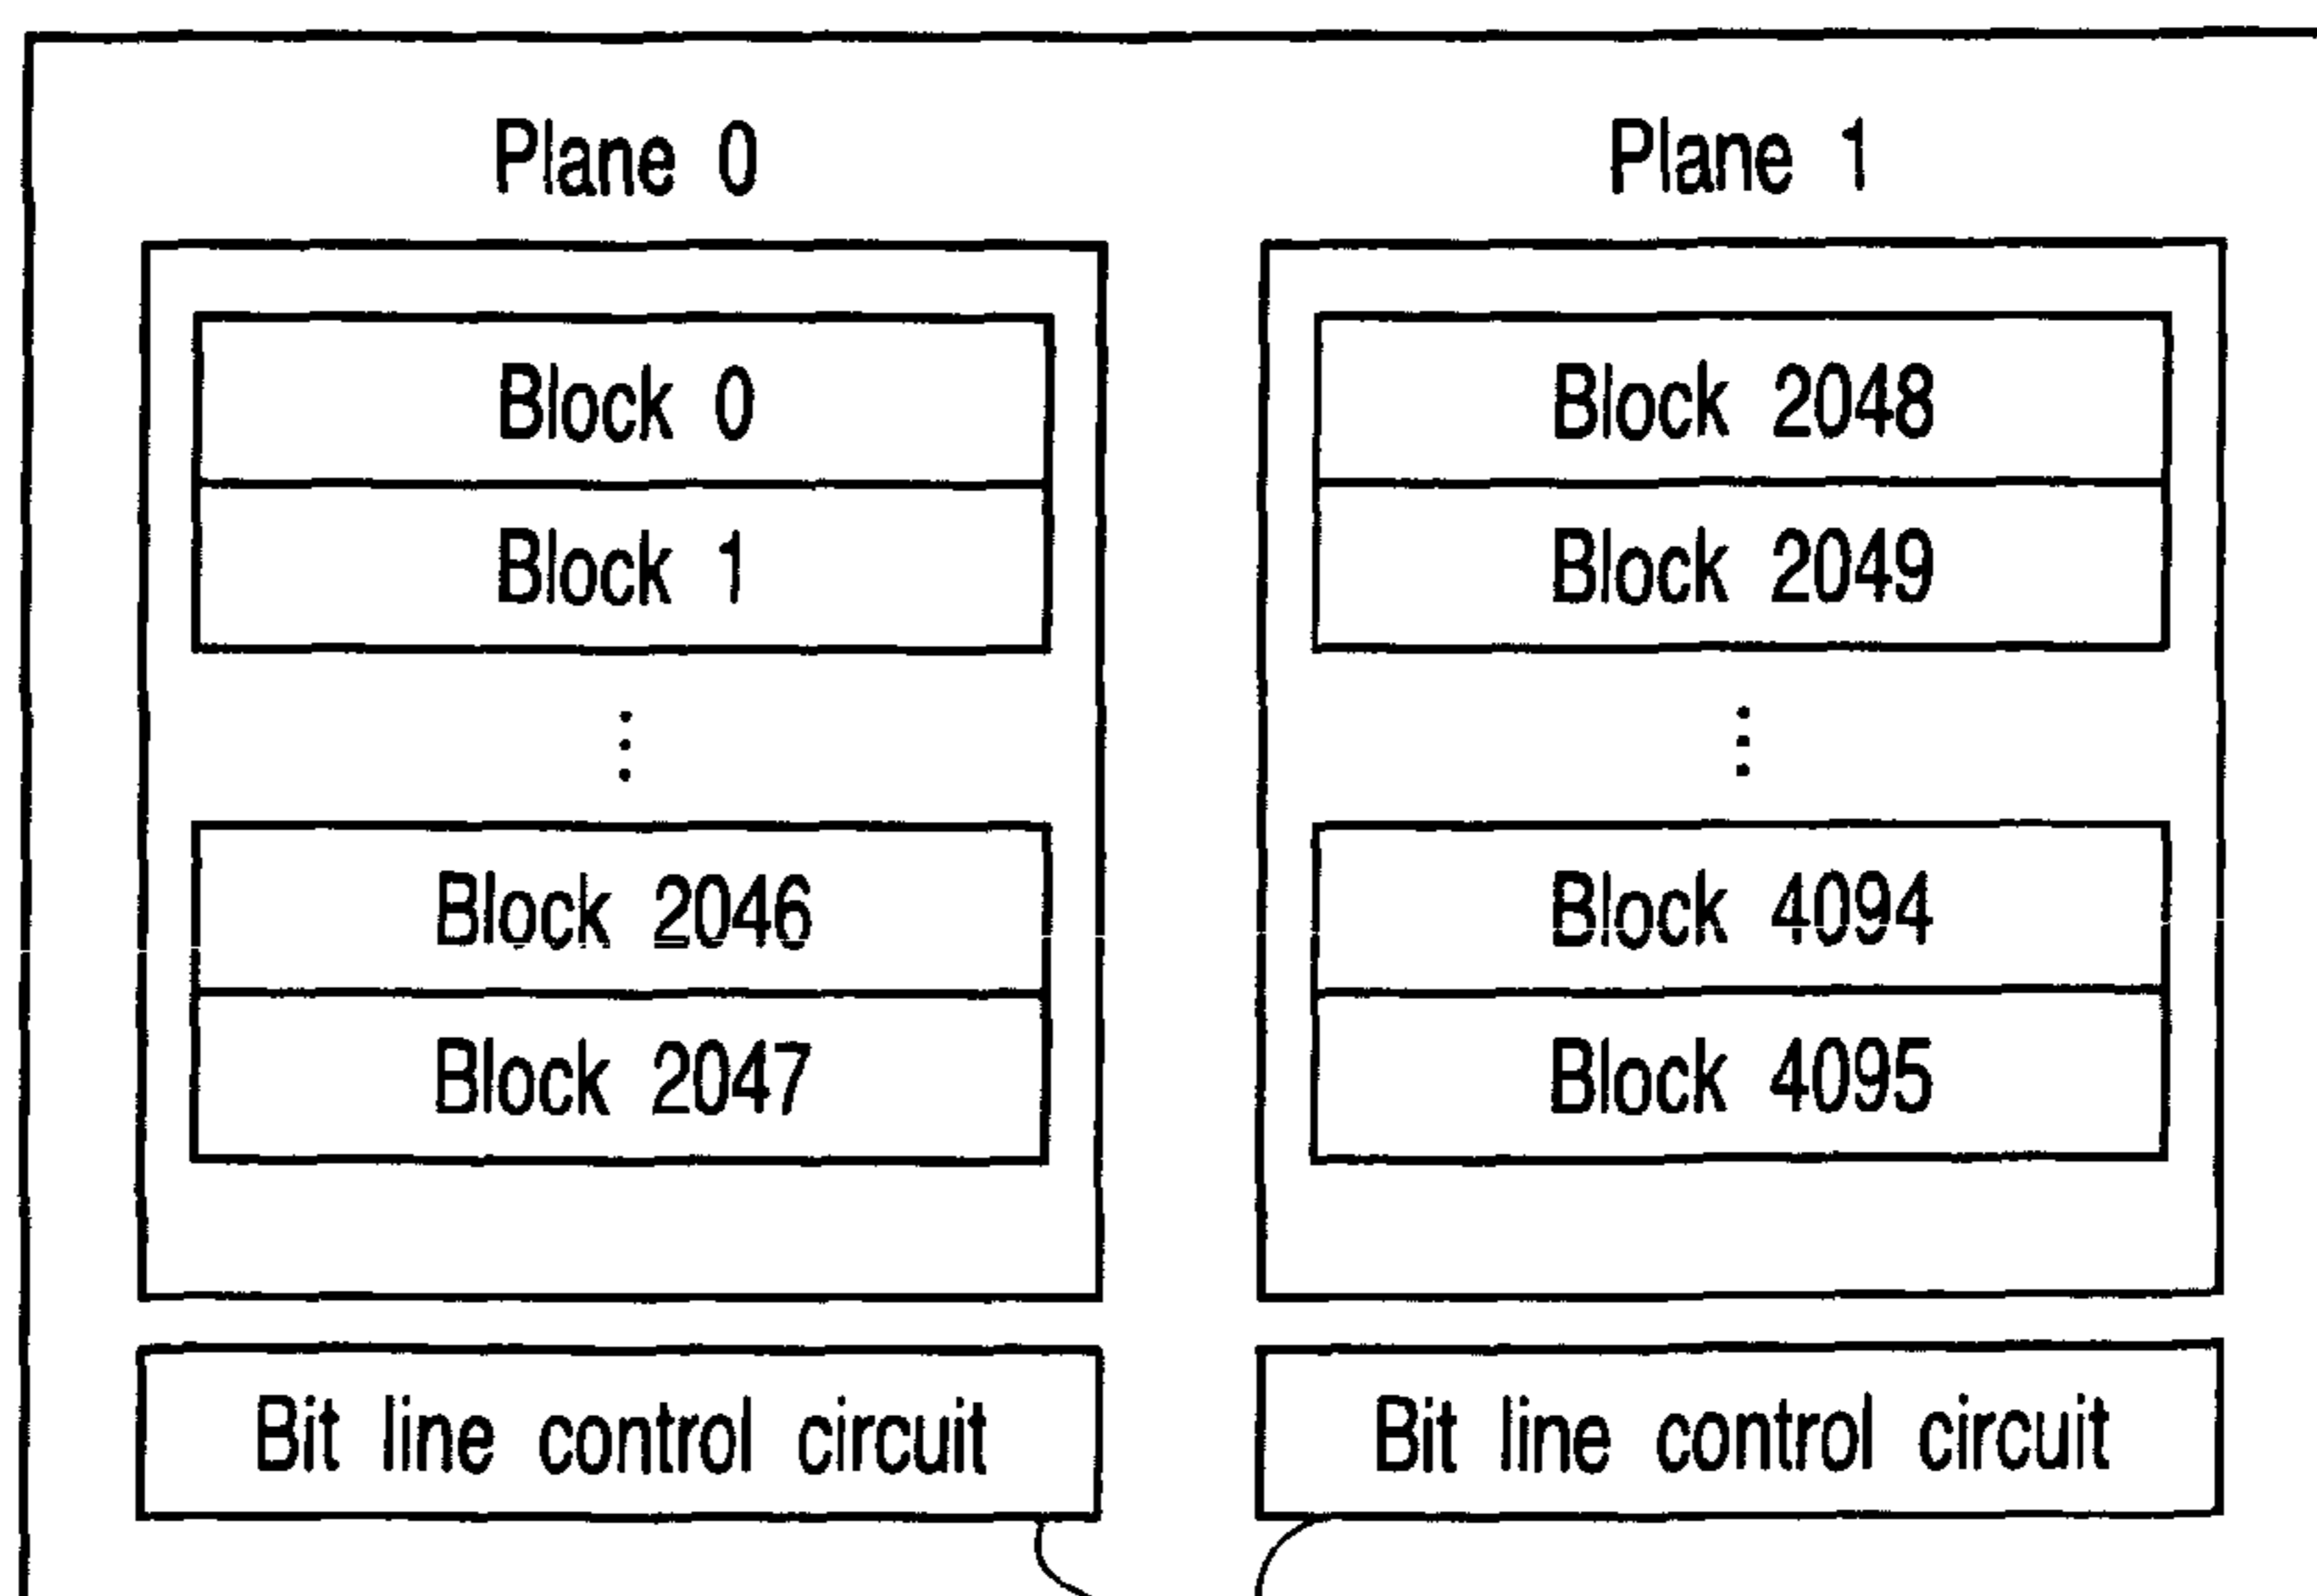 Plane 0
Block 0
Block 1
Block 2046
Block 2047
Bit line control circuit
Plane 1
Block 2048
Block 2049
Block 4094
Block 4095
Bit line control circuit